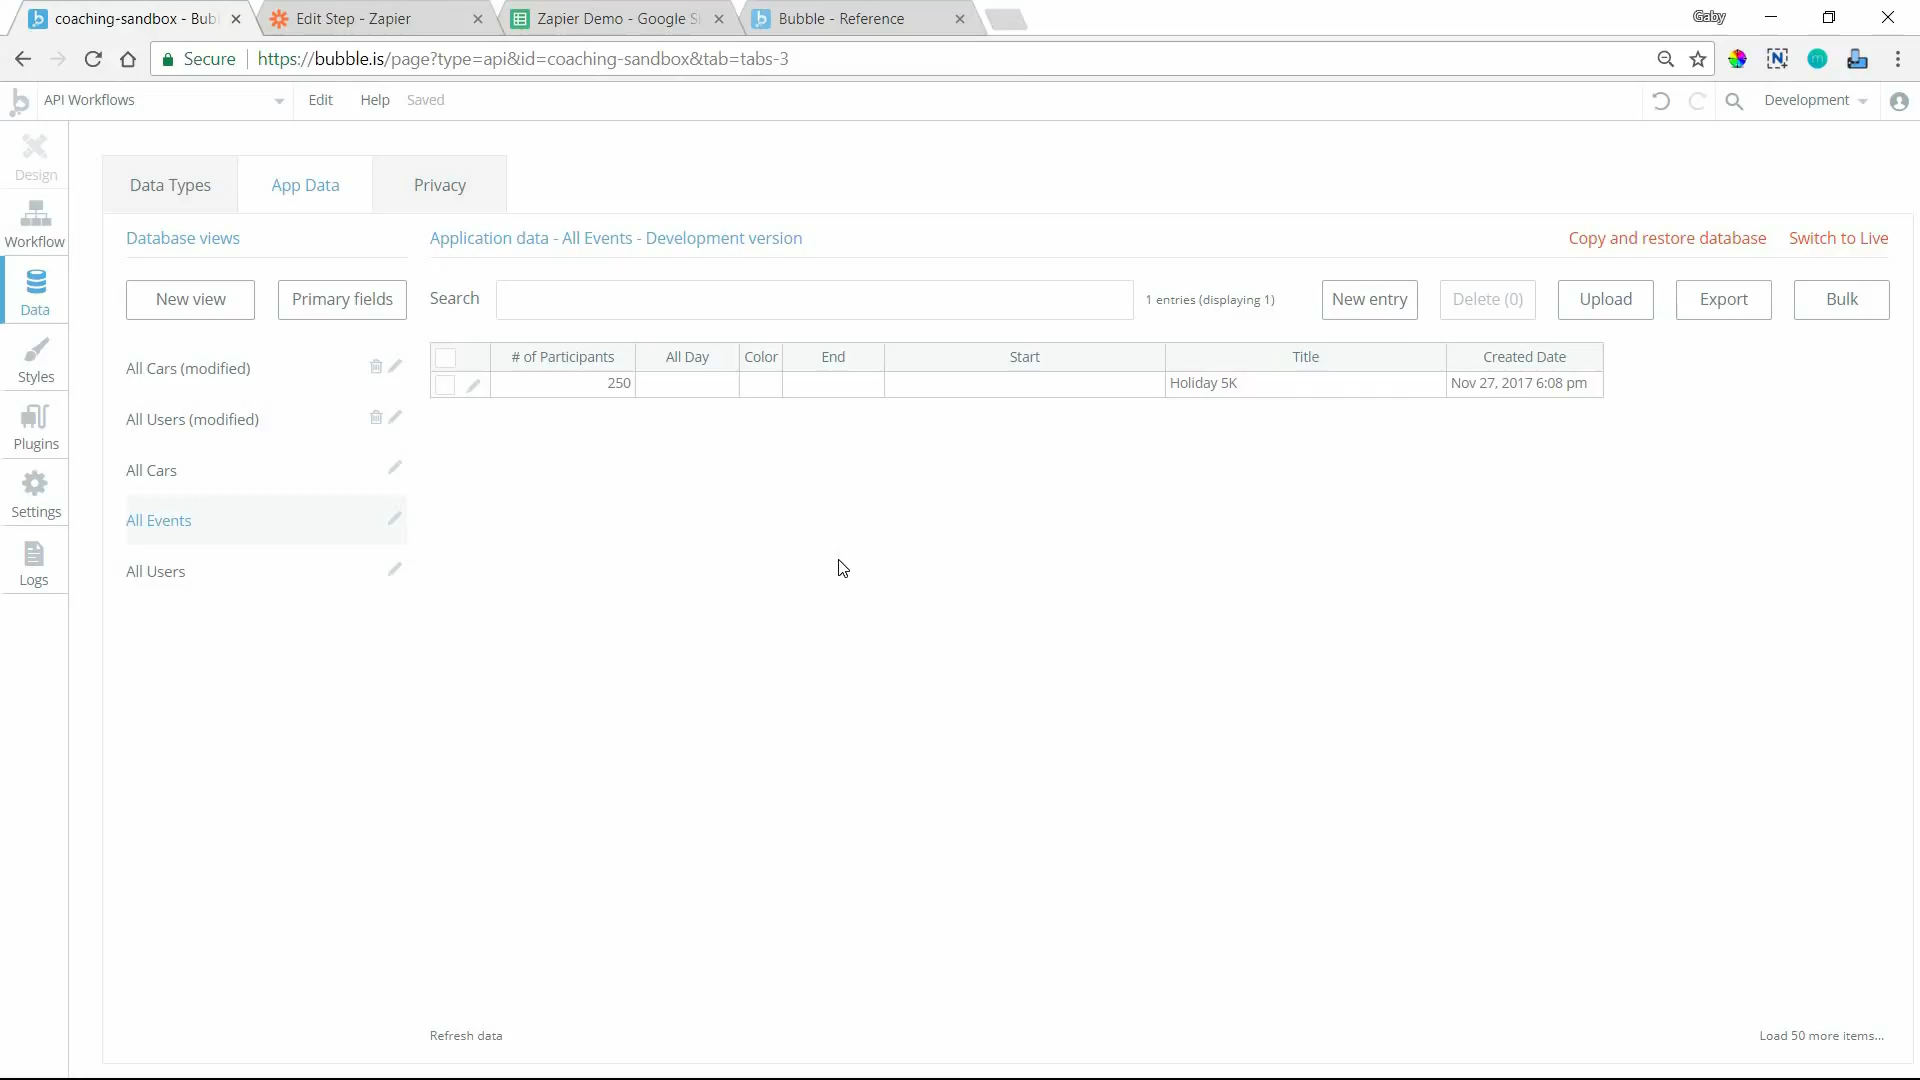 coaching-sandbox - Bub
Edit Step - Zapier
Zapier Demo - Google S
Bubble - Reference
Gaby
Secure
https://bubble.is/page?type=api&id=coaching-sandbox&tab=tabs-3
API Workflows
Edit
Help
Saved
Development
Design
Workflow
Data
Styles
Plugins
Settings
Logs
Data Types
App Data
Privacy
Database views
Application data - All Events - Development version
Copy and restore database
Switch to Live
New view
Primary fields
Search
1 entries (displaying 1)
New entry
Delete (0)
Upload
Export
Bulk
All Cars (modified)
All Users (modified)
All Cars
All Events
All Users
# of Participants
All Day
Color
End
Start
Title
Created Date
250
Holiday 5K
Nov 27, 2017 6:08 pm
Refresh data
Load 50 more items...